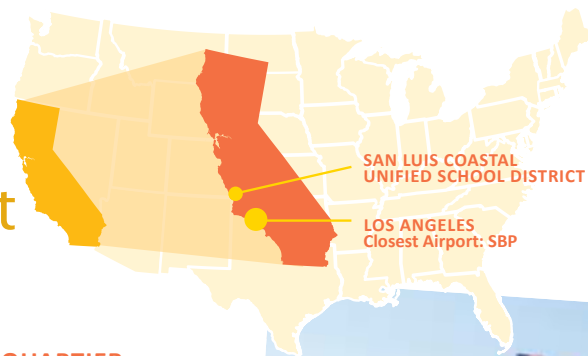 SAN LUIS COASTAL
UNIFIED SCHOOL DISTRICT
LOS ANGELES
Closest Airport: SBP
t